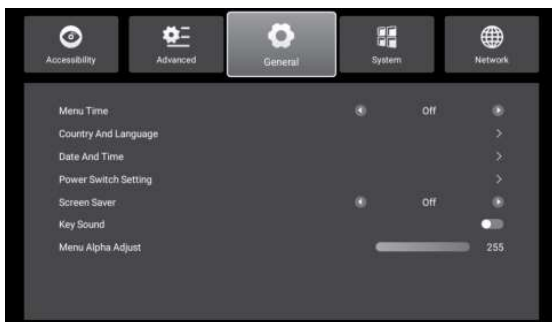 Accessibility Advanced General System Network
Menu Time Off
Country And Language
Date And Time
Power Switch Setting
Screen Saver Off
Key Sound
Menu Alpha Adjust 255